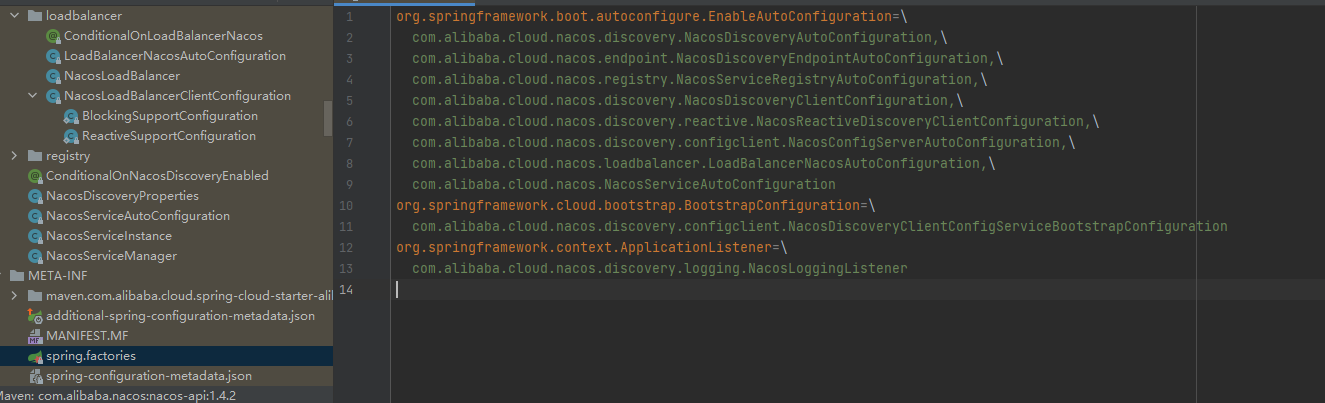 loadbalancer
ConditionalOnLoadBalancerNacos
LoadBalancerNacosAutoConfiguration
NacosLoadBalancer
NacosLoadBalancerClientConfiguration
BlockingSupportConfiguration
ReactiveSupportConfiguration
registry
ConditionalOnNacosDiscoveryEnabled
NacosDiscoveryProperties
NacosServiceAutoConfiguration
NacosServiceInstance
NacosServiceManager
META-INF
maven.com.alibaba.cloud.spring-cloud-starter-alil
additional-spring-configuration-metadata.json
MANIFEST.MF
spring.factories
spring-configuration-metadata.json
Maven: com.alibaba.nacos:nacos-api:1.4.2
1 org.springframework.boot.autoconfigure.EnableAutoConfiguration=\
2 com.alibaba.cloud.nacos.discovery.NacosDiscoveryAutoConfiguration,\
3 com.alibaba.cloud.nacos.endpoint.NacosDiscoveryEndpointAutoConfiguration,\
4 com.alibaba.cloud.nacos.registry.NacosServiceRegistryAutoConfiguration,\
5 com.alibaba.cloud.nacos.discovery.NacosDiscoveryClientConfiguration,\
6 com.alibaba.cloud.nacos.discovery.reactive.NacosReactiveDiscoveryClientConfiguration,\
7 com.alibaba.cloud.nacos.discovery.configclient.NacosConfigServerAutoConfiguration,\
8 com.alibaba.cloud.nacos.loadbalancer.LoadBalancerNacosAutoConfiguration,\
9 com.alibaba.cloud.nacos.NacosServiceAutoConfiguration
10 org.springframework.cloud.bootstrap.BootstrapConfiguration=\
11 com.alibaba.cloud.nacos.discovery.configclient.NacosDiscoveryClientConfigServiceBootstrapConfiguration
12 org.springframework.context.ApplicationListener=\
13 com.alibaba.cloud.nacos.discovery.logging.NacosLoggingListener
14